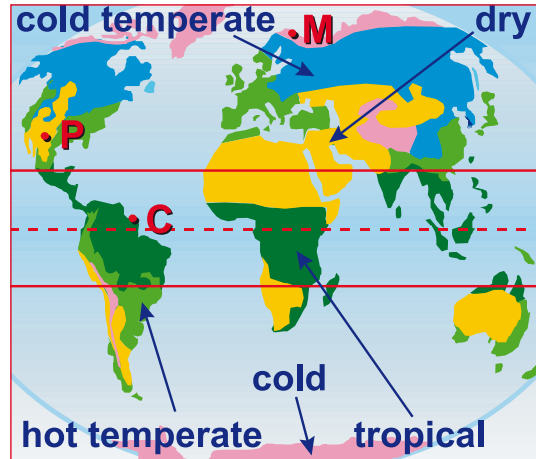 cold temperate
M
dry
P
C
cold
hot temperate
tropical